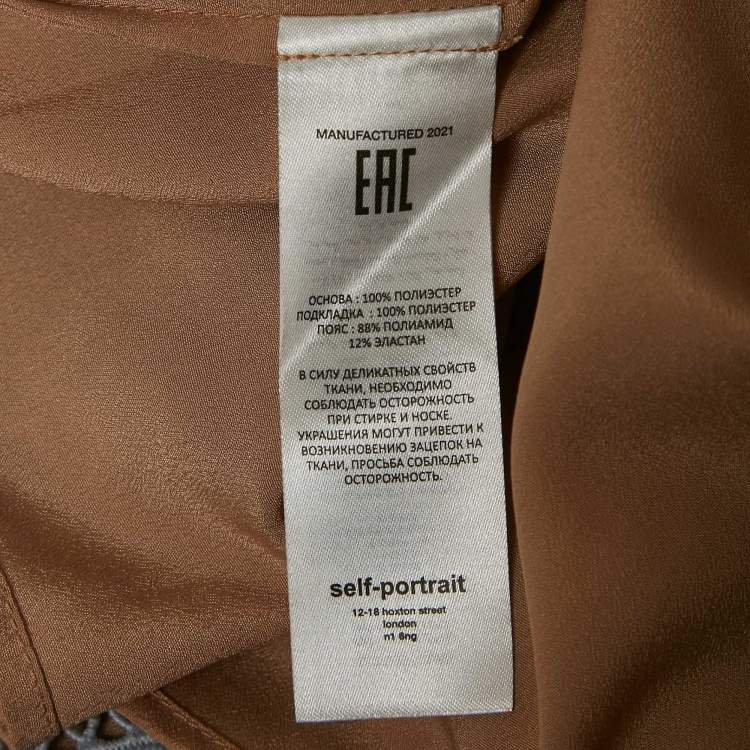 MANUFACTURED 2021
EAC
ОСНОВА : 100% ПОЛИЭСТЕР
ПОДКЛАДКА : 100% ПОЛИЭСТЕР
ПОЯС : 88% ПОЛИАМИД
12% ЭЛАСТАН
В СИЛУ ДЕЛИКАТНЫХ СВОЙСТВ
ТКАНИ, НЕОБХОДИМО
СОБЛЮДАТЬ ОСТОРОЖНОСТЬ
ПРИ СТИРКЕ И НОСКЕ.
УКРАШЕНИЯ МОГУТ ПРИВЕСТИ К
ВОЗНИКНОВЕНИЮ ЗАЦЕПОК НА
ТКАНИ, ПРОСЬБА СОБЛЮДАТЬ
ОСТОРОЖНОСТЬ.
self-portrait
12-18 hoxton street
london
n1 6ng